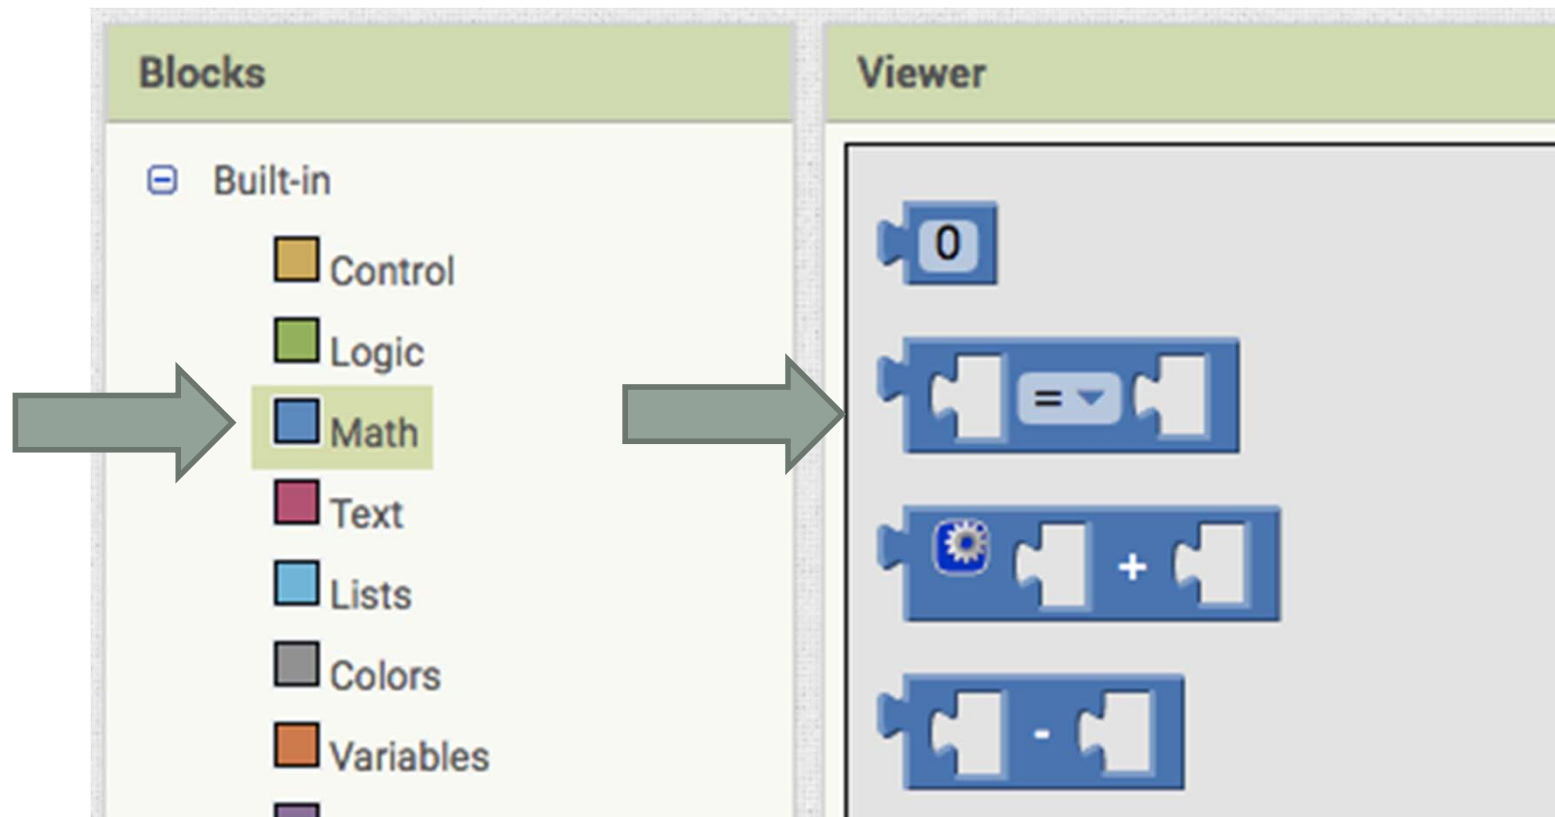 Blocks
Built-in
Control
Logic
Math
Text
Lists
Colors
Variables
Viewer
0
=
+
-